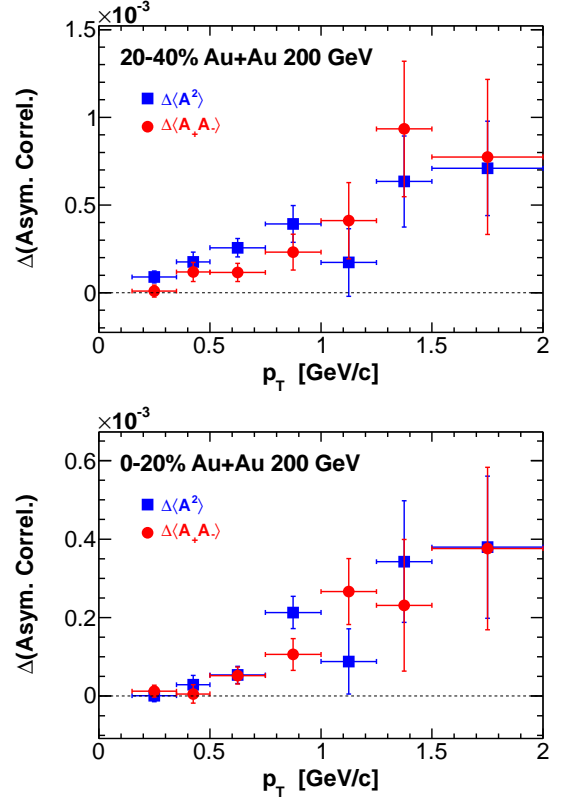 ×10⁻³
20-40% Au+Au 200 GeV
Δ⟨A²⟩
Δ⟨A₊A₋⟩
Δ(Asym. Correl.)
1.5
1
0.5
0
0 0.5 1 1.5 2
p_T [GeV/c]
×10⁻³
0-20% Au+Au 200 GeV
Δ⟨A²⟩
Δ⟨A₊A₋⟩
Δ(Asym. Correl.)
0.6
0.4
0.2
0
0 0.5 1 1.5 2
p_T [GeV/c]